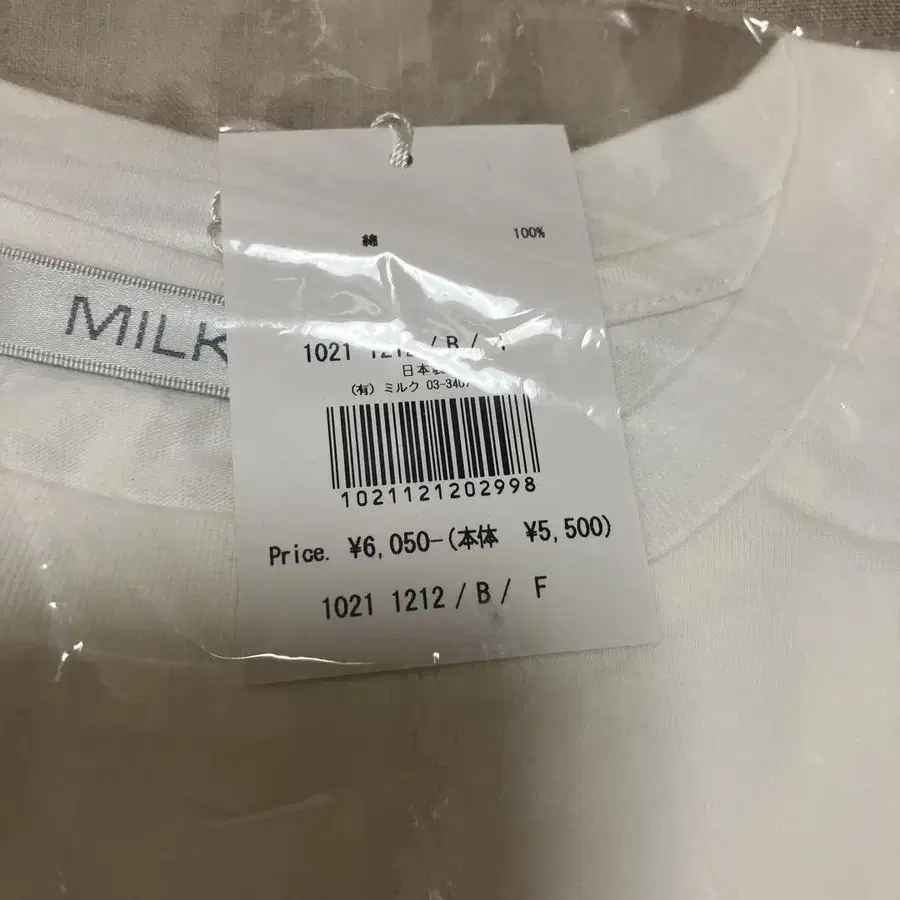 MILK
綿 100%
1021 1212 / B /
日本製
(有) ミルク 03-3407
1021121202998
Price. ¥6,050-(本体 ¥5,500)
1021 1212 / B / F